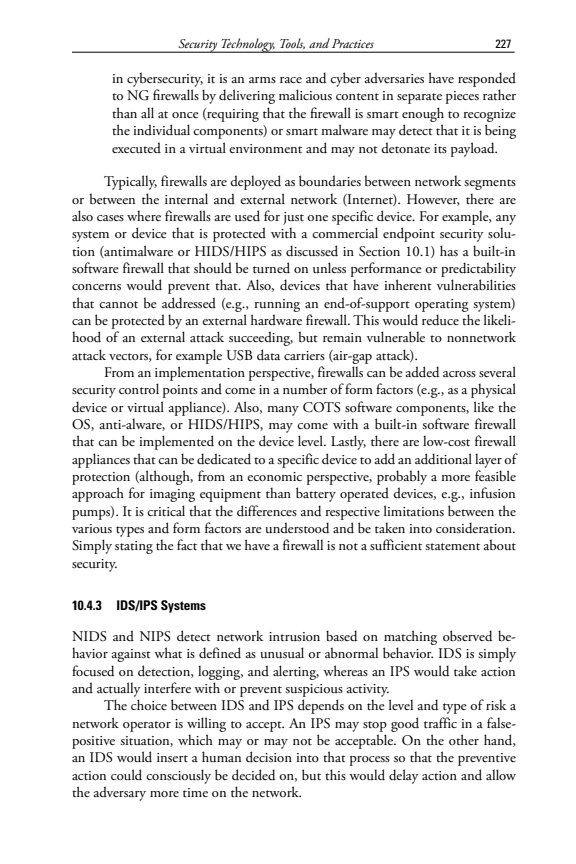 Security Technology, Tools, and Practices 227
in cybersecurity, it is an arms race and cyber adversaries have responded
to NG firewalls by delivering malicious content in separate pieces rather
than all at once (requiring that the firewall is smart enough to recognize
the individual components) or smart malware may detect that it is being
executed in a virtual environment and may not detonate its payload.
Typically, firewalls are deployed as boundaries between network segments
or between the internal and external network (Internet). However, there are
also cases where firewalls are used for just one specific device. For example, any
system or device that is protected with a commercial endpoint security solu-
tion (antimalware or HIDS/HIPS as discussed in Section 10.1) has a built-in
software firewall that should be turned on unless performance or predictability
concerns would prevent that. Also, devices that have inherent vulnerabilities
that cannot be addressed (e.g., running an end-of-support operating system)
can be protected by an external hardware firewall. This would reduce the likeli-
hood of an external attack succeeding, but remain vulnerable to nonnetwork
attack vectors, for example USB data carriers (air-gap attack).
From an implementation perspective, firewalls can be added across several
security control points and come in a number of form factors (e.g., as a physical
device or virtual appliance). Also, many COTS software components, like the
OS, anti-alware, or HIDS/HIPS, may come with a built-in software firewall
that can be implemented on the device level. Lastly, there are low-cost firewall
appliances that can be dedicated to a specific device to add an additional layer of
protection (although, from an economic perspective, probably a more feasible
approach for imaging equipment than battery operated devices, e.g., infusion
pumps). It is critical that the differences and respective limitations between the
various types and form factors are understood and be taken into consideration.
Simply stating the fact that we have a firewall is not a sufficient statement about
security.
10.4.3 IDS/IPS Systems
NIDS and NIPS detect network intrusion based on matching observed be-
havior against what is defined as unusual or abnormal behavior. IDS is simply
focused on detection, logging, and alerting, whereas an IPS would take action
and actually interfere with or prevent suspicious activity.
The choice between IDS and IPS depends on the level and type of risk a
network operator is willing to accept. An IPS may stop good traffic in a false-
positive situation, which may or may not be acceptable. On the other hand,
an IDS would insert a human decision into that process so that the preventive
action could consciously be decided on, but this would delay action and allow
the adversary more time on the network.